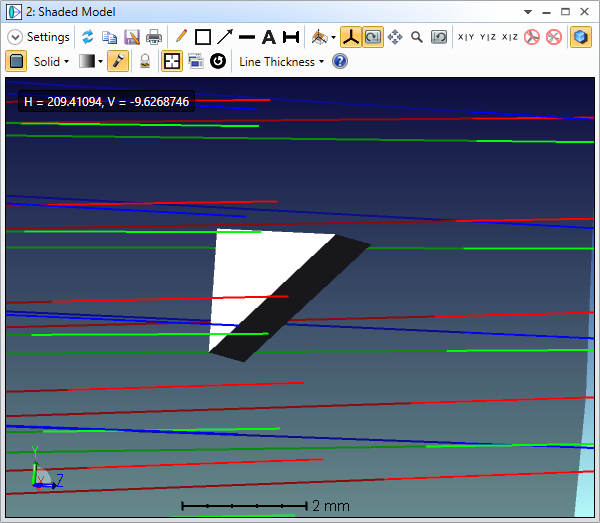 2: Shaded Model
Settings
A
X|Y Y|Z X|Z
Solid
Line Thickness
H = 209.41094, V = -9.6268746
Y
X Z
2 mm